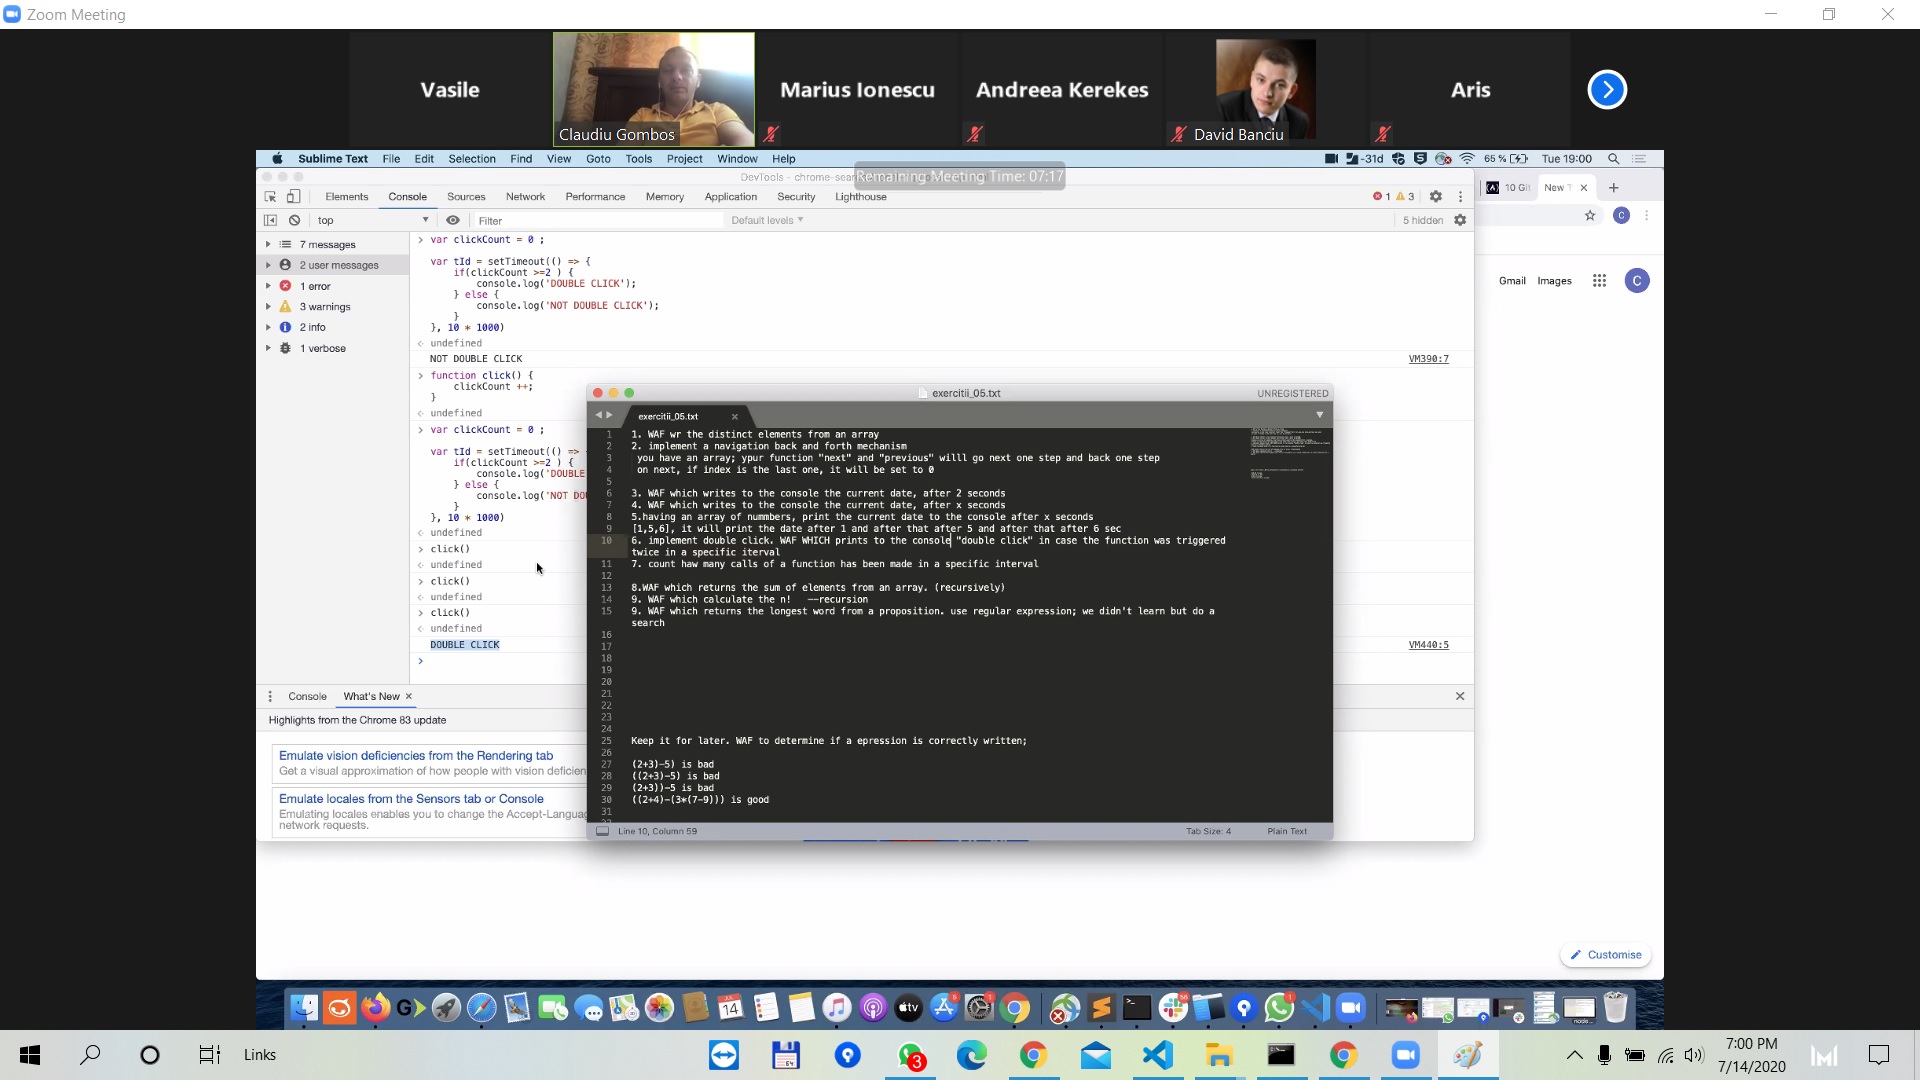 Zoom Meeting
Vasile
Claudiu Gombos
Marius Ionescu
Andreea Kerekes
David Banciu
Aris
Sublime Text File Edit Selection Find View Goto Tools Project Window Help
-31d 65 % Tue 19:00
DevTools - chrome-sear
Remaining Meeting Time: 07:17
Elements Console Sources Network Performance Memory Application Security Lighthouse
1 3
10 Git
New T
top
Filter
Default levels
5 hidden
C
7 messages
2 user messages
1 error
3 warnings
2 info
1 verbose
> var clickCount = 0 ;
var tId = setTimeout(() => {
if(clickCount >=2 ) {
console.log('DOUBLE CLICK');
} else {
console.log('NOT DOUBLE CLICK');
}
}, 10 * 1000)
< undefined
NOT DOUBLE CLICK VM390:7
> function click() {
clickCount ++;
}
< undefined
> var clickCount = 0 ;
var tId = setTimeout(() =>
if(clickCount >=2 ) {
console.log('DOUBLE
} else {
console.log('NOT DO
}
}, 10 * 1000)
< undefined
> click()
< undefined
> click()
< undefined
> click()
< undefined
DOUBLE CLICK VM440:5
>
Console What's New
Highlights from the Chrome 83 update
Emulate vision deficiencies from the Rendering tab
Get a visual approximation of how people with vision deficien
Emulate locales from the Sensors tab or Console
Emulating locales enables you to change the Accept-Langua
network requests.
Gmail Images C
Customise
exercitii_05.txt UNREGISTERED
exercitii_05.txt
1 1. WAF wr the distinct elements from an array
2 2. implement a navigation back and forth mechanism
3 you have an array; ypur function "next" and "previous" willl go next one step and back one step
4 on next, if index is the last one, it will be set to 0
5
6 3. WAF which writes to the console the current date, after 2 seconds
7 4. WAF which writes to the console the current date, after x seconds
8 5.having an array of nummbers, print the current date to the console after x seconds
9 [1,5,6], it will print the date after 1 and after that after 5 and after that after 6 sec
10 6. implement double click. WAF WHICH prints to the console "double click" in case the function was triggered
twice in a specific iterval
11 7. count haw many calls of a function has been made in a specific interval
12
13 8.WAF which returns the sum of elements from an array. (recursively)
14 9. WAF which calculate the n! --recursion
15 9. WAF which returns the longest word from a proposition. use regular expression; we didn't learn but do a
search
16
17
18
19
20
21
22
23
24
25 Keep it for later. WAF to determine if a epression is correctly written;
26
27 (2+3)-5) is bad
28 ((2+3)-5) is bad
29 (2+3))-5 is bad
30 ((2+4)-(3*(7-9))) is good
31
Line 10, Column 59 Tab Size: 4 Plain Text
JUL
14
tv
Links
3
7:00 PM
7/14/2020